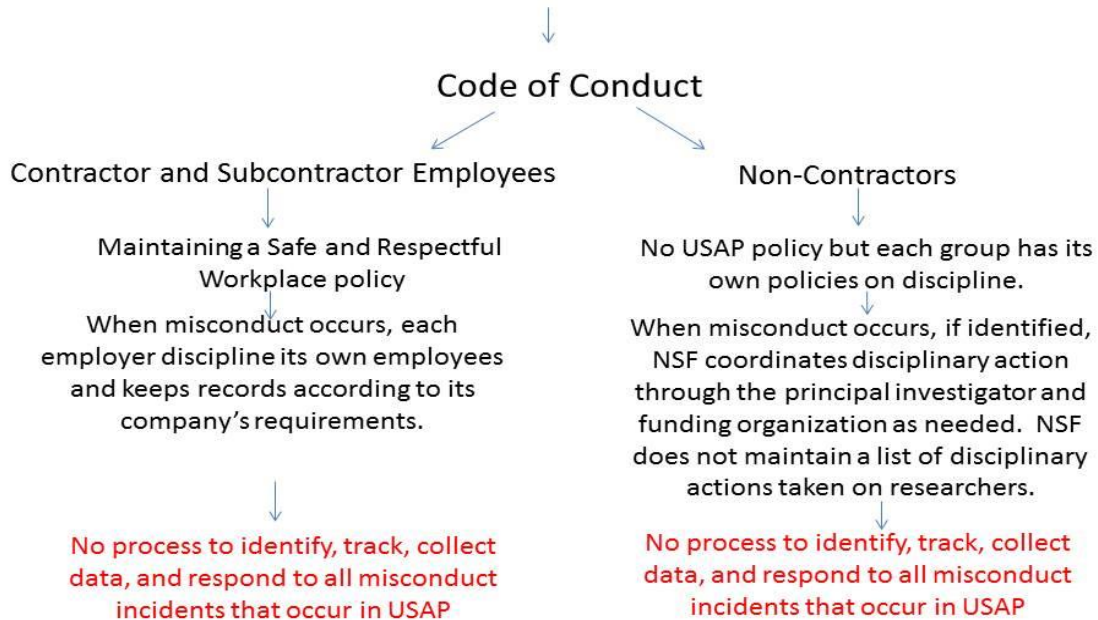 Code of Conduct
Contractor and Subcontractor Employees
Maintaining a Safe and Respectful
Workplace policy
When misconduct occurs, each
employer discipline its own employees
and keeps records according to its
company's requirements.
No process to identify, track, collect
data, and respond to all misconduct
incidents that occur in USAP
Non-Contractors
No USAP policy but each group has its
own policies on discipline.
When misconduct occurs, if identified,
NSF coordinates disciplinary action
through the principal investigator and
funding organization as needed.  NSF
does not maintain a list of disciplinary
actions taken on researchers.
No process to identify, track, collect
data, and respond to all misconduct
incidents that occur in USAP